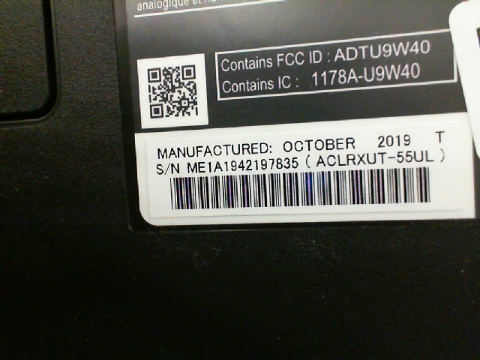 analogique et
Contains FCC ID : ADTU9W40
Contains IC : 1178A-U9W40
MANUFACTURED: OCTOBER 2019 T
S/N ME1A1942197835 ( ACLRXUT-55UL )